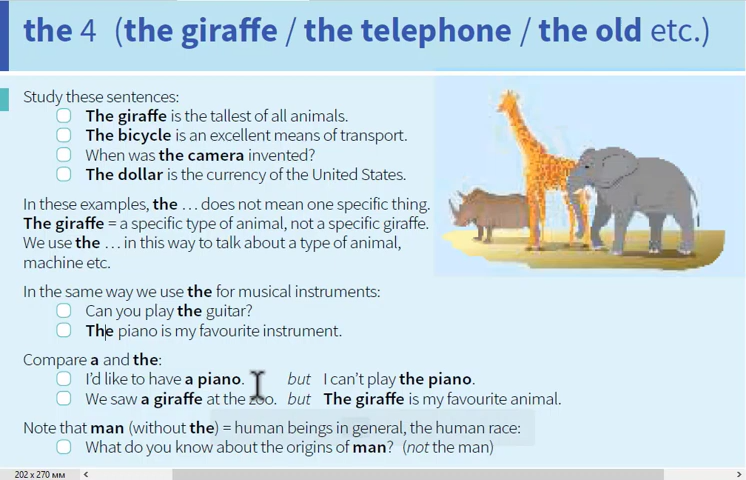 the 4 (the giraffe / the telephone / the old etc.)
Study these sentences:
The giraffe is the tallest of all animals.
The bicycle is an excellent means of transport.
When was the camera invented?
The dollar is the currency of the United States.
In these examples, the ... does not mean one specific thing.
The giraffe = a specific type of animal, not a specific giraffe.
We use the ... in this way to talk about a type of animal,
machine etc.
In the same way we use the for musical instruments:
Can you play the guitar?
The piano is my favourite instrument.
Compare a and the:
I'd like to have a piano. but I can't play the piano.
We saw a giraffe at the zoo. but The giraffe is my favourite animal.
Note that man (without the) = human beings in general, the human race:
What do you know about the origins of man? (not the man)
202 x 270 мм